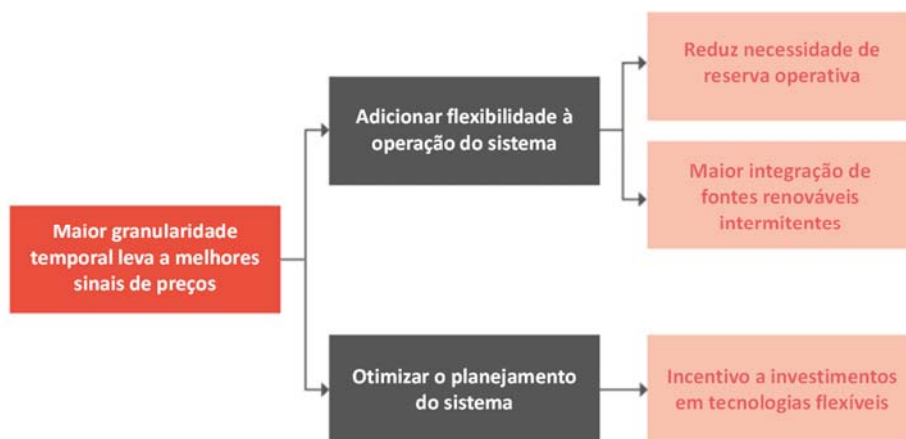 Maior granularidade
temporal leva a melhores
sinais de preços
Adicionar flexibilidade à
operação do sistema
Reduz necessidade de
reserva operativa
Maior integração de
fontes renováveis
intermitentes
Otimizar o planejamento
do sistema
Incentivo a investimentos
em tecnologias flexíveis